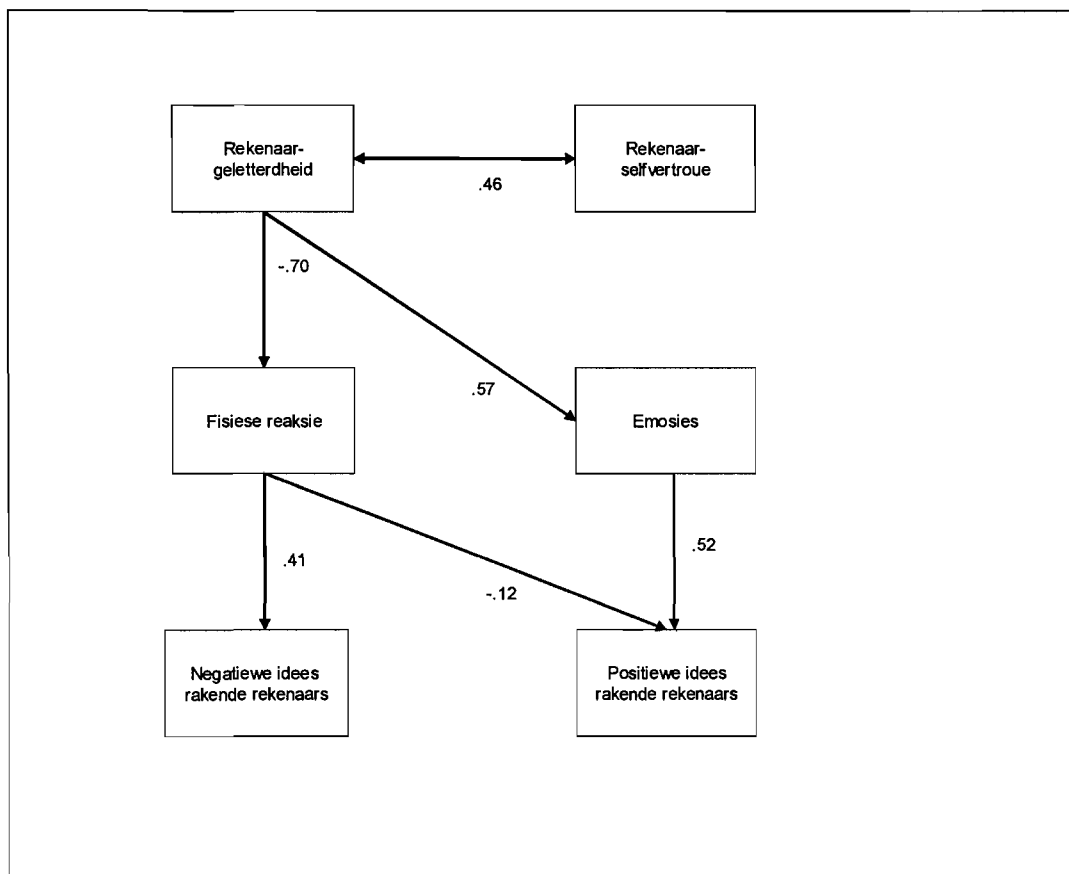 Rekenaar-
geletterdheid
Rekenaar-
selfvertroue
.46
-.70
.57
Fisiese reaksie
Emosies
.41
-.12
.52
Negatiewe idees
rakende rekenaars
Positiewe idees
rakende rekenaars